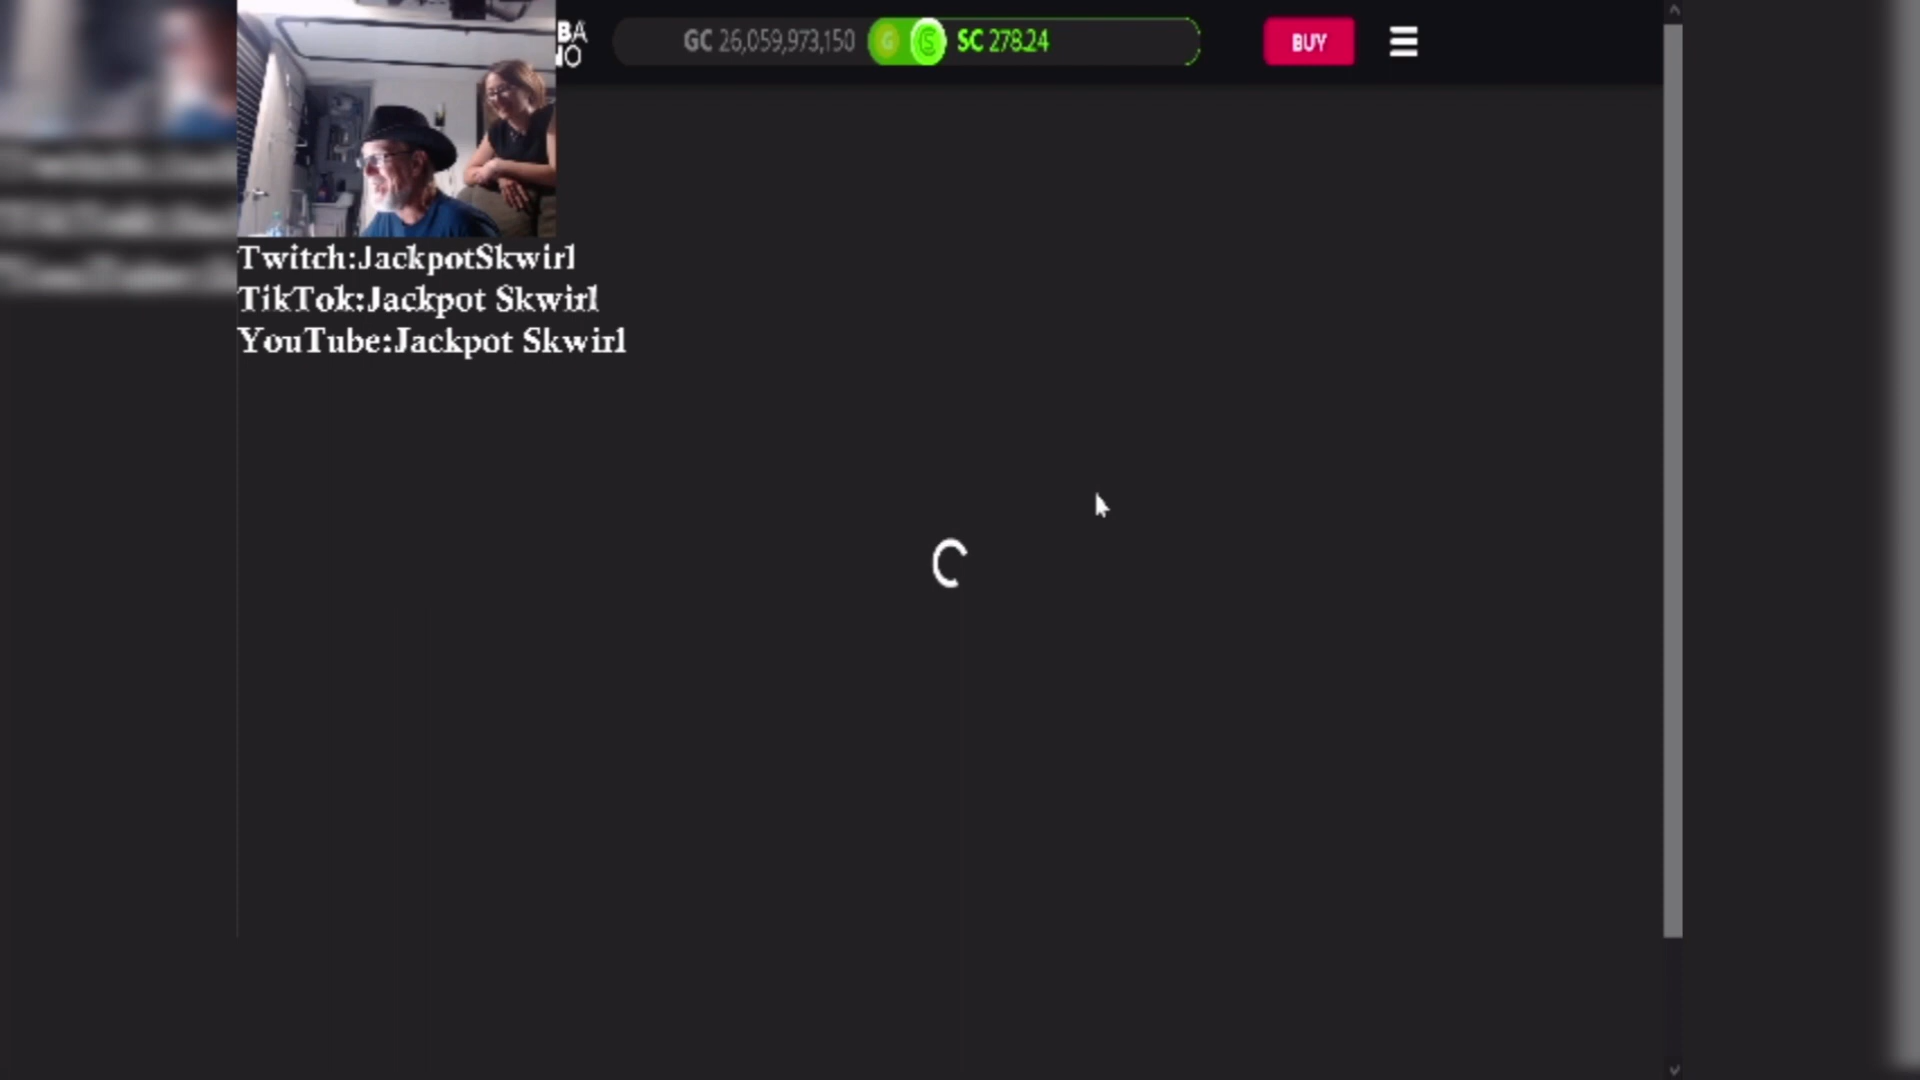 BA
GC 26,059,973,150 SC 278.24
BUY
Twitch:JackpotSkwirl
TikTok:Jackpot Skwirl
YouTube:Jackpot Skwirl